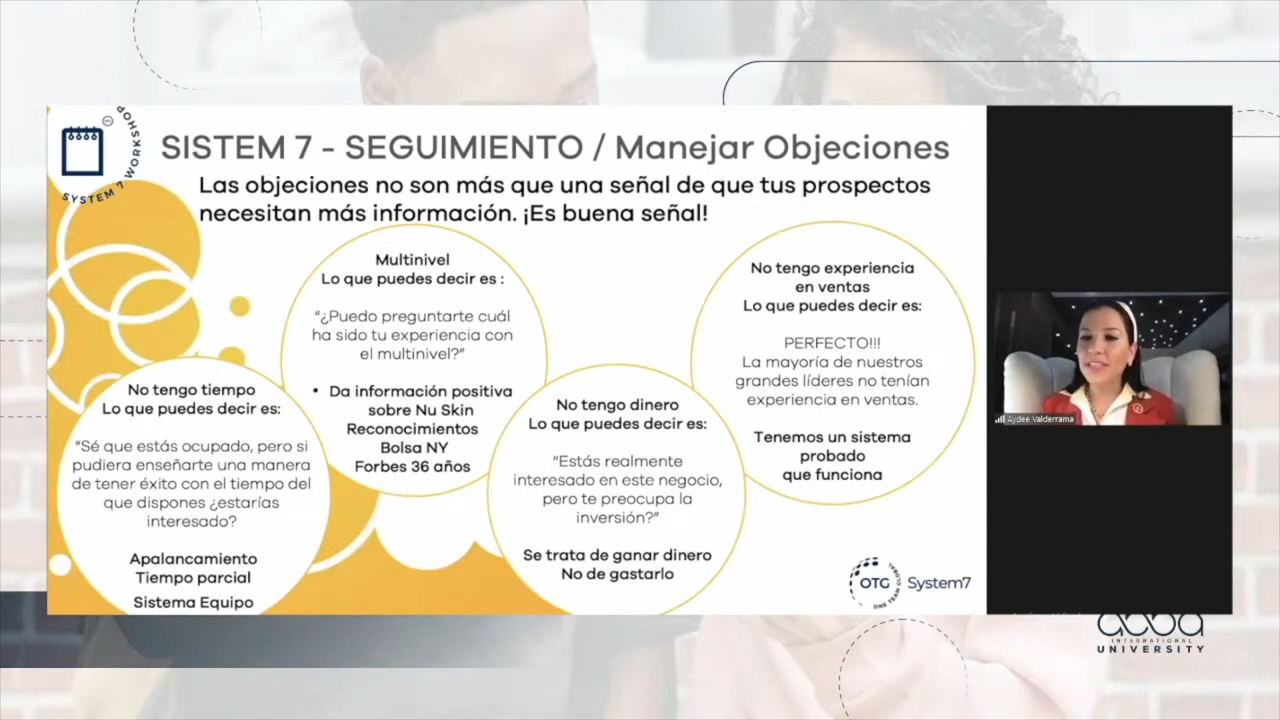 SYSTEM 7 WORKSHOP
SISTEM 7 - SEGUIMIENTO / Manejar Objeciones
Las objeciones no son más que una señal de que tus prospectos
necesitan más información. ¡Es buena señal!
No tengo tiempo
Lo que puedes decir es:
"Sé que estás ocupado, pero si
pudiera enseñarte una manera
de tener éxito con el tiempo del
que dispones ¿estarías
interesado?
Apalancamiento
Tiempo parcial
Sistema Equipo
Multinivel
Lo que puedes decir es :
"¿Puedo preguntarte cuál
ha sido tu experiencia con
el multinivel?"
• Da información positiva
sobre Nu Skin
Reconocimientos
Bolsa NY
Forbes 36 años
No tengo dinero
Lo que puedes decir es:
"Estás realmente
interesado en este negocio,
pero te preocupa la
inversión?"
Se trata de ganar dinero
No de gastarlo
No tengo experiencia
en ventas
Lo que puedes decir es:
PERFECTO!!!
La mayoría de nuestros
grandes líderes no tenían
experiencia en ventas.
Tenemos un sistema
probado
que funciona
OTG
ONE TEAM GLOBAL
System7
Aydee Valderrama
INTERNATIONAL
UNIVERSITY